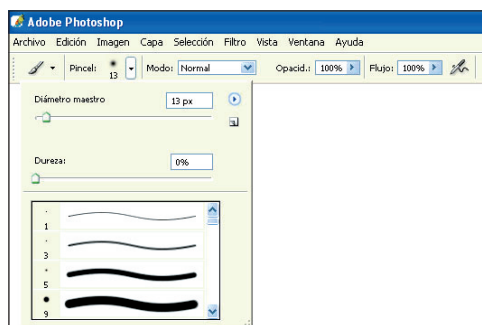 Adobe Photoshop
Archivo Edición Imagen Capa Selección Filtro Vista Ventana Ayuda
Pincel: 13 Modo: Normal Opacid.: 100% Flujo: 100%
Diámetro maestro 13 px
Dureza: 0%
1
3
5
9